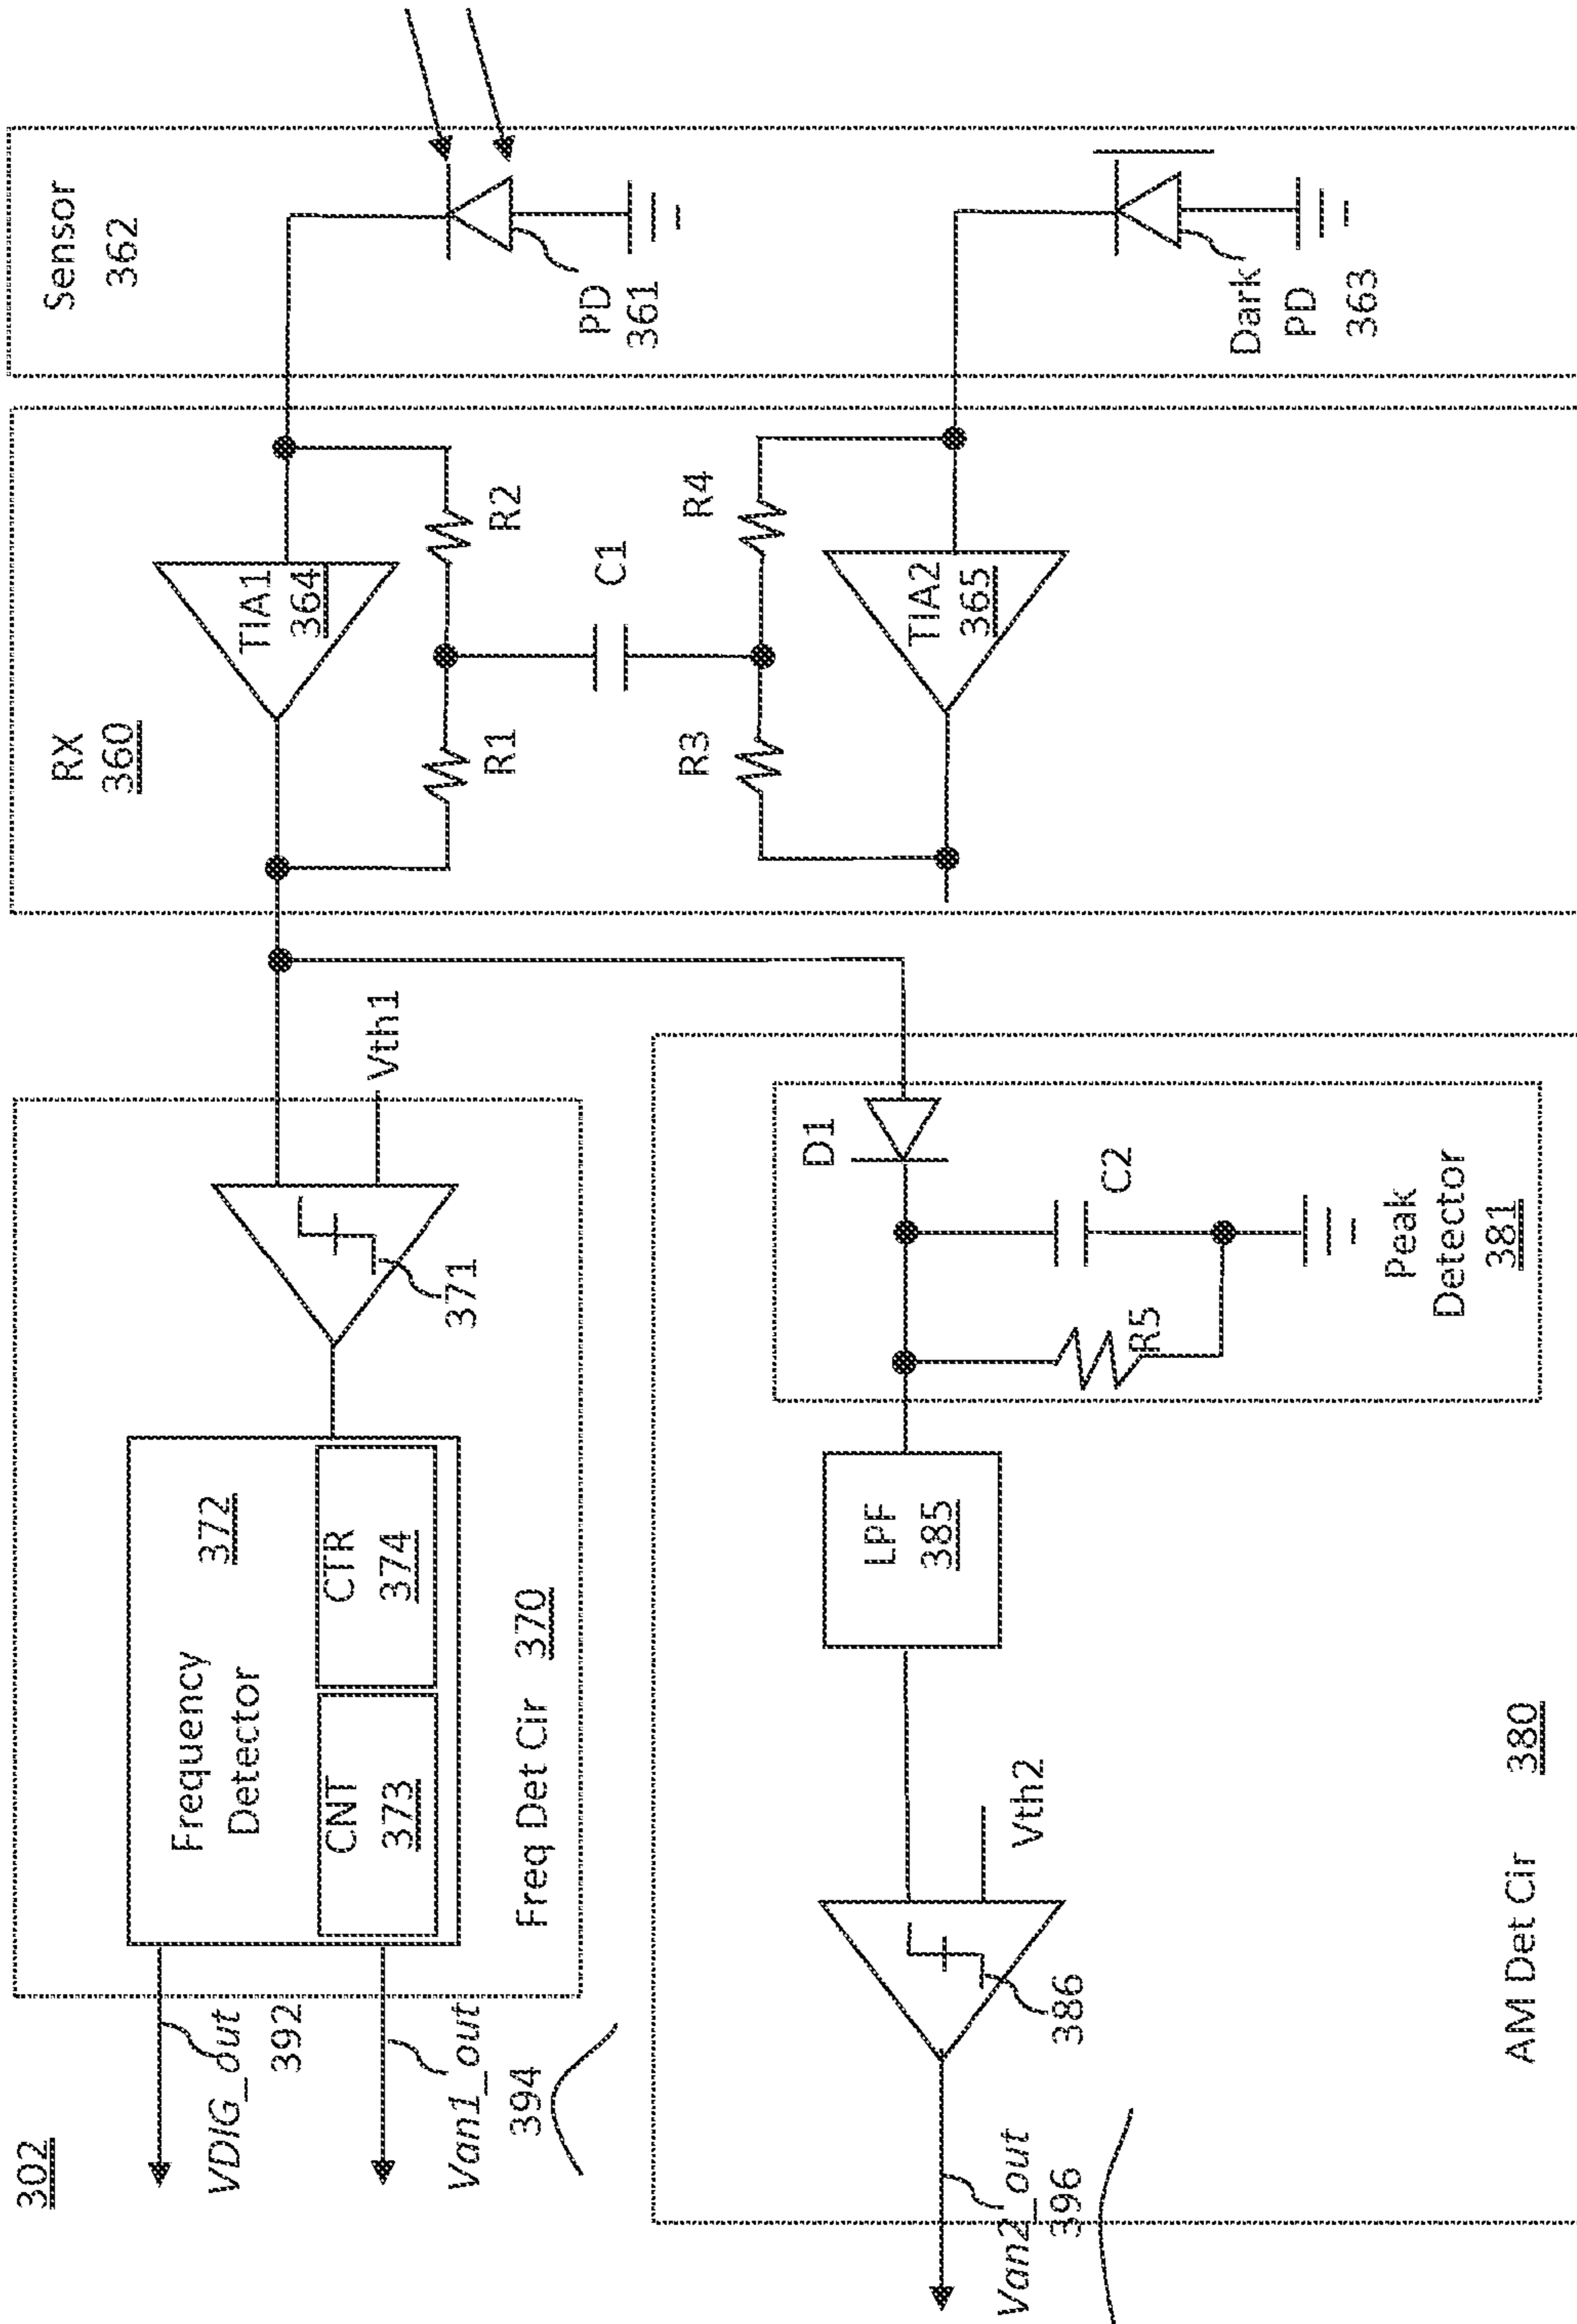 302
Sensor
362
PD
361
Dark
PD
363
RX
360
TIA1
364
R2
R1
C1
R4
R3
TIA2
365
Vth1
371
Frequency
Detector
372
CNT
373
CTR
374
Freq Det Cir 370
VDIG_out
392
Van1_out
394
D1
C2
R5
Peak
Detector
381
LPF
385
Vth2
386
Van2_out
396
AM Det Cir 380